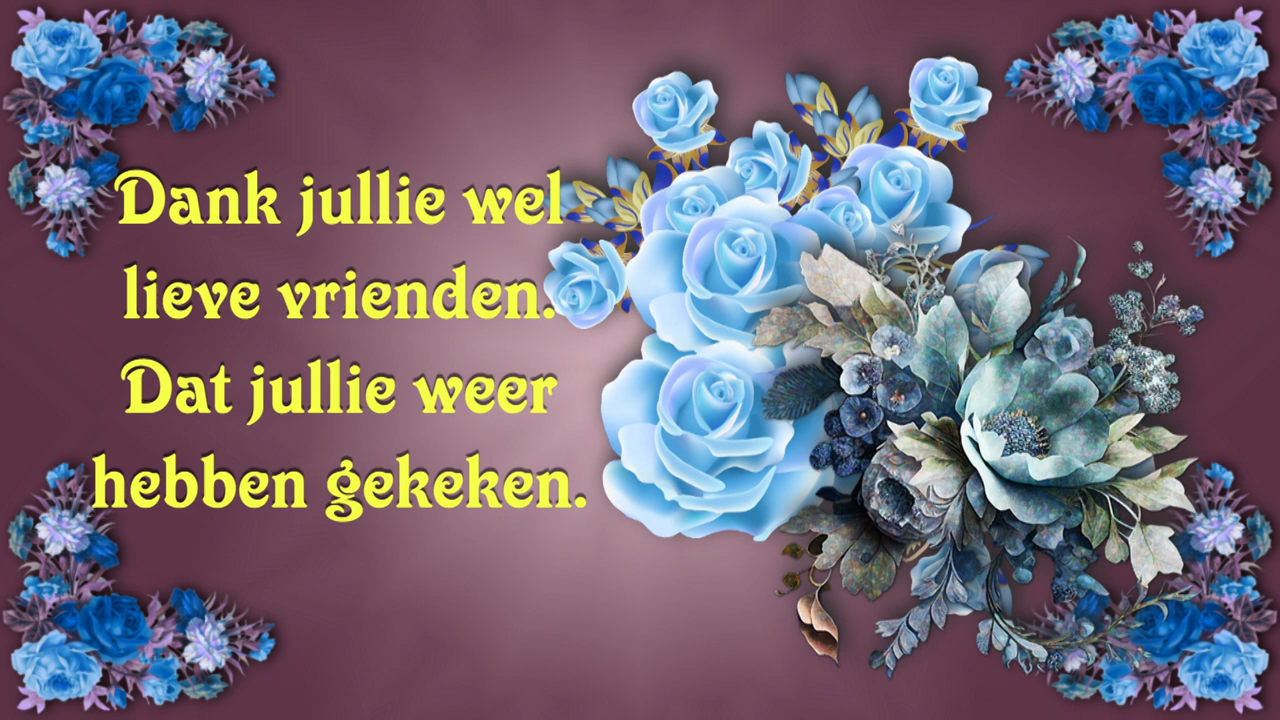 Dank jullie wel
lieve vrienden.
Dat jullie weer
hebben gekeken.